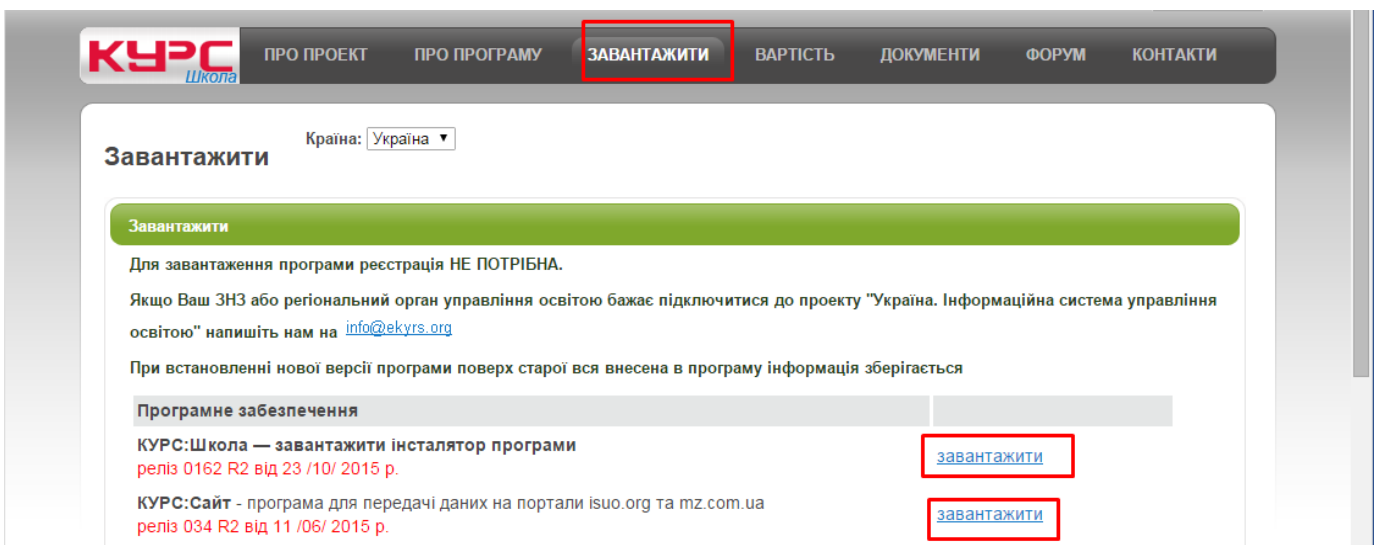 КУРС
Школа
ПРО ПРОЕКТ ПРО ПРОГРАМУ ЗАВАНТАЖИТИ ВАРТІСТЬ ДОКУМЕНТИ ФОРУМ КОНТАКТИ
Країна: Україна
Завантажити
Завантажити
Для завантаження програми реєстрація НЕ ПОТРІБНА.
Якщо Ваш ЗНЗ або регіональний орган управління освітою бажає підключитися до проекту "Україна. Інформаційна система управління
освітою" напишіть нам на info@ekyrs.org
При встановленні нової версії програми поверх старої вся внесена в програму інформація зберігається
Програмне забезпечення
КУРС:Школа — завантажити інсталятор програми
реліз 0162 R2 від 23 /10/ 2015 р.
завантажити
КУРС:Сайт - програма для передачі даних на портали isuo.org та mz.com.ua
реліз 034 R2 від 11 /06/ 2015 р.
завантажити